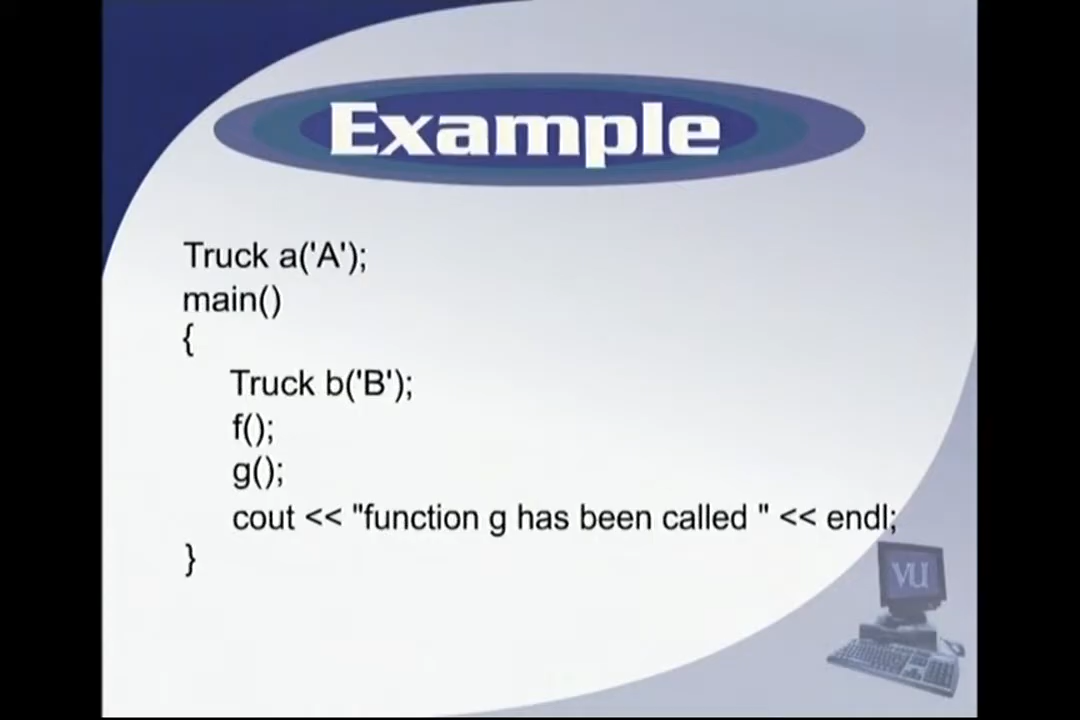 Example
Truck a('A');
main()
{
Truck b('B');
f();
g();
cout << "function g has been called " << endl;
}
VU